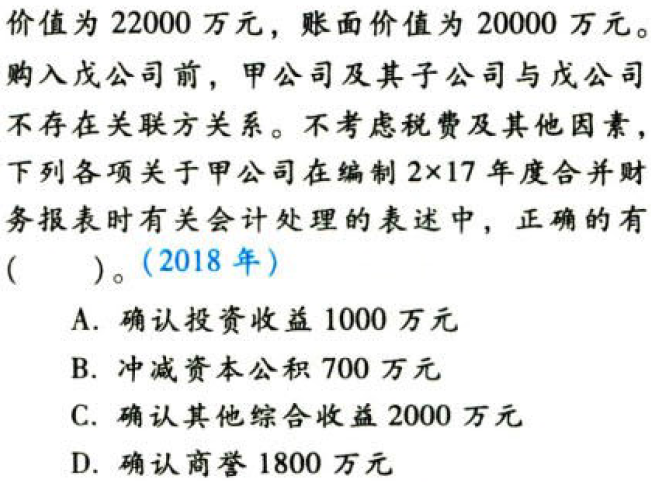 价值为 22000 万元，账面价值为 20000 万元。
购入戊公司前，甲公司及其子公司与戊公司
不存在关联方关系。不考虑税费及其他因素，
下列各项关于甲公司在编制 2×17 年度合并财
务报表时有关会计处理的表述中，正确的有
(　　)。（2018 年）
A. 确认投资收益 1000 万元
B. 冲减资本公积 700 万元
C. 确认其他综合收益 2000 万元
D. 确认商誉 1800 万元